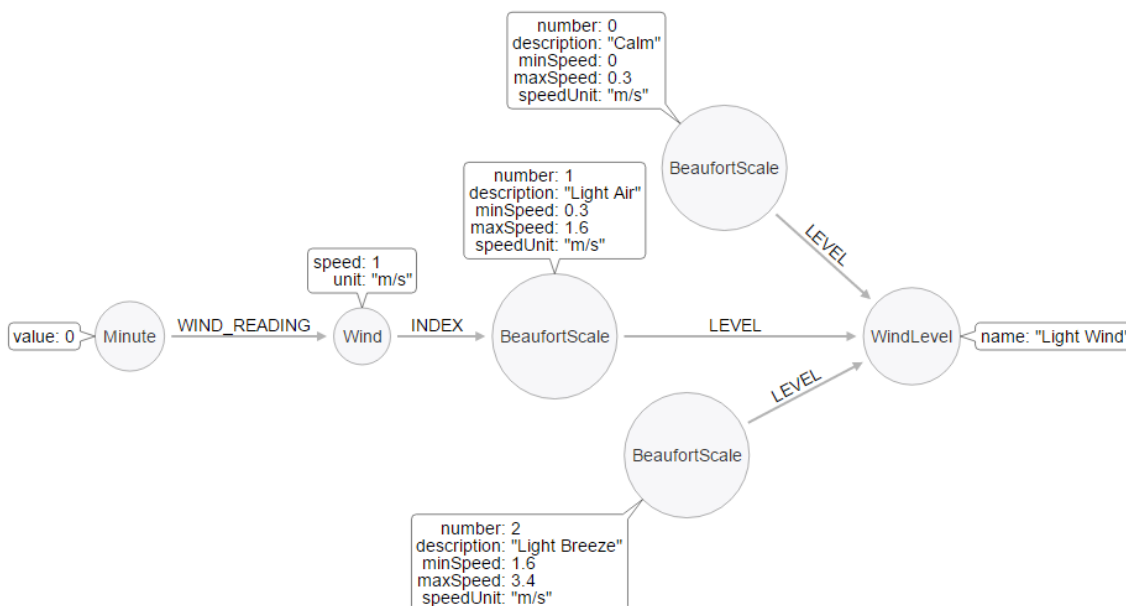 number: 0
description: "Calm"
minSpeed: 0
maxSpeed: 0.3
speedUnit: "m/s"
BeaufortScale
LEVEL
number: 1
description: "Light Air"
minSpeed: 0.3
maxSpeed: 1.6
speedUnit: "m/s"
speed: 1
unit: "m/s"
value: 0
Minute
WIND_READING
Wind
INDEX
BeaufortScale
LEVEL
WindLevel
name: "Light Wind"
LEVEL
BeaufortScale
number: 2
description: "Light Breeze"
minSpeed: 1.6
maxSpeed: 3.4
speedUnit: "m/s"